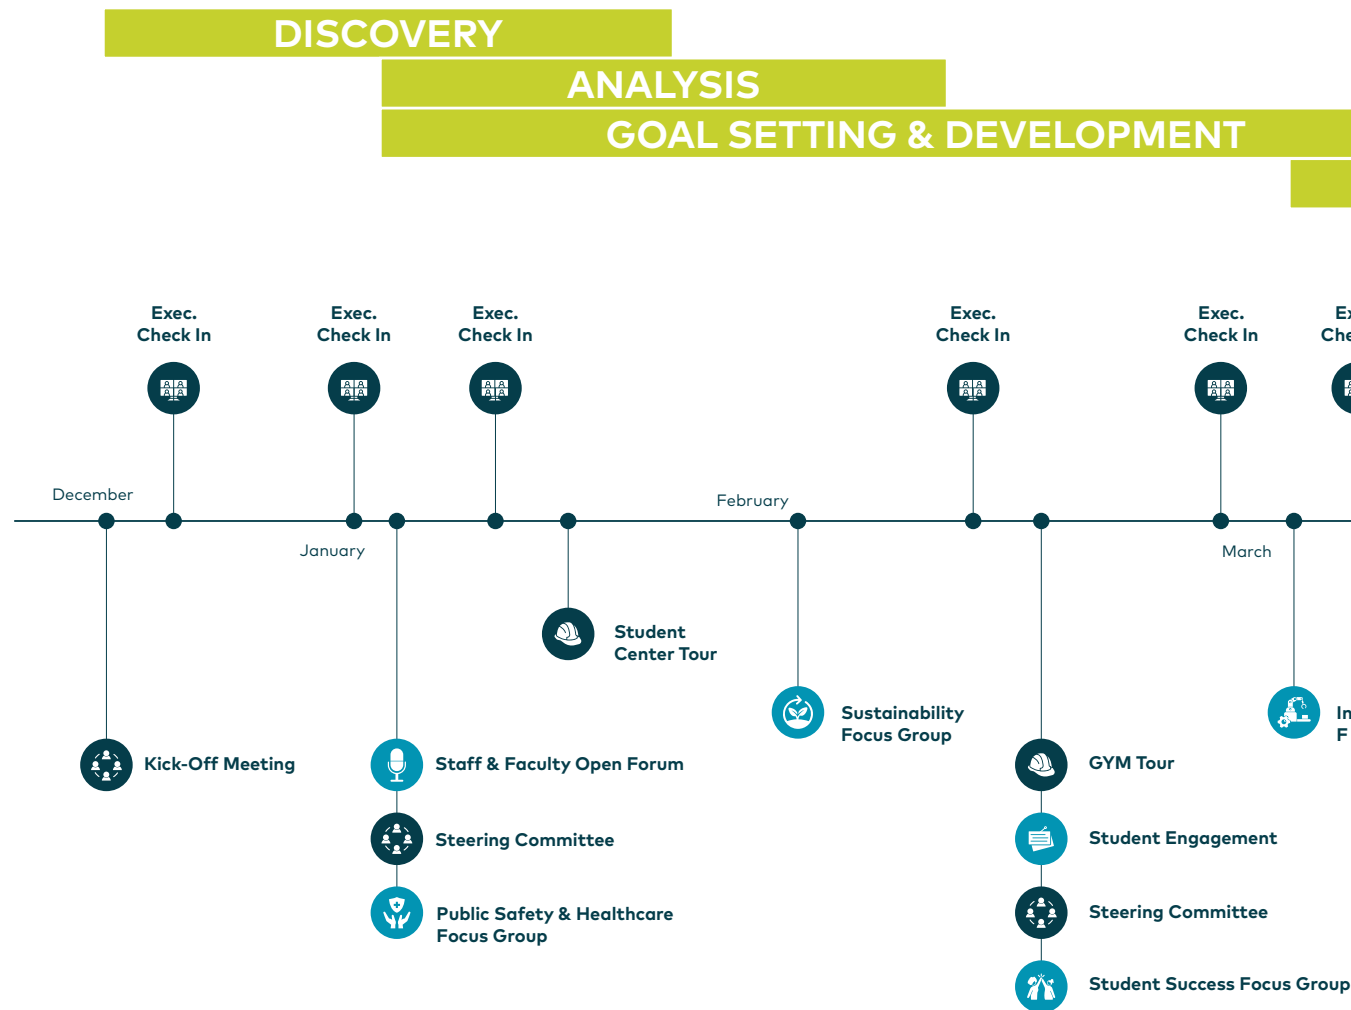 DISCOVERY
ANALYSIS
GOAL SETTING & DEVELOPMENT
Exec.
Check In
Exec.
Check In
Exec.
Check In
Exec.
Check In
Exec.
Check In
December
February
January
March
Student
Center Tour
Sustainability
Focus Group
Kick-Off Meeting
Staff & Faculty Open Forum
GYM Tour
Steering Committee
Student Engagement
Public Safety & Healthcare
Focus Group
Steering Committee
Student Success Focus Group